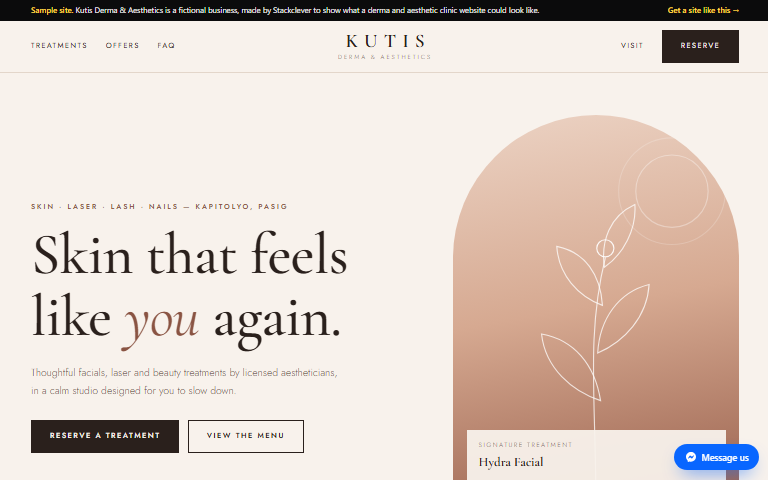 Sample site. Kutis Derma & Aesthetics is a fictional business, made by Stackclever to show what a derma and aesthetic clinic website could look like.
Get a site like this →
TREATMENTS OFFERS FAQ
KUTIS
DERMA & AESTHETICS
VISIT
RESERVE
SKIN · LASER · LASH · NAILS — KAPITOLYO, PASIG
Skin that feels
like you again.
Thoughtful facials, laser and beauty treatments by licensed aestheticians,
in a calm studio designed for you to slow down.
RESERVE A TREATMENT
VIEW THE MENU
SIGNATURE TREATMENT
Hydra Facial
Message us